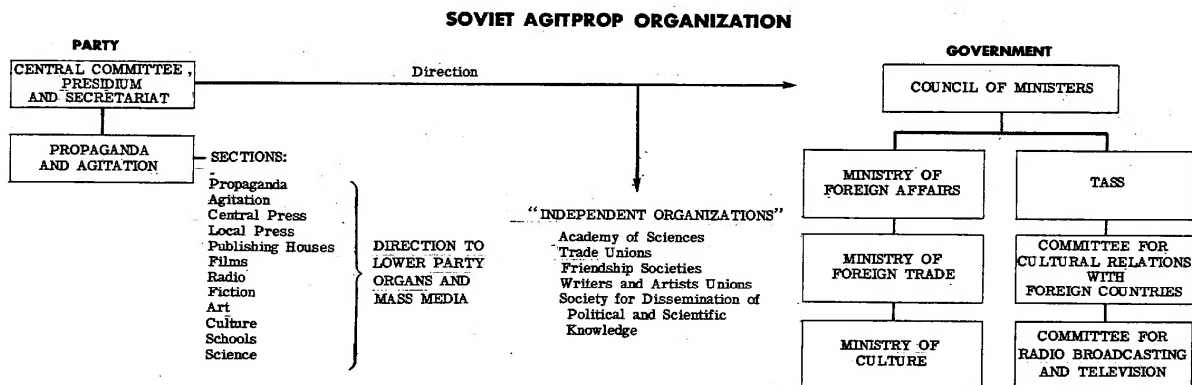 SOVIET AGITPROP ORGANIZATION
PARTY
CENTRAL COMMITTEE,
PRESIDIUM
AND SECRETARIAT
PROPAGANDA
AND AGITATION
SECTIONS:
Propaganda
Agitation
Central Press
Local Press
Publishing Houses
Films
Radio
Fiction
Art
Culture
Schools
Science
DIRECTION TO
LOWER PARTY
ORGANS AND
MASS MEDIA
Direction
"INDEPENDENT ORGANIZATIONS"
Academy of Sciences
Trade Unions
Friendship Societies
Writers and Artists Unions
Society for Dissemination of
Political and Scientific
Knowledge
GOVERNMENT
COUNCIL OF MINISTERS
MINISTRY OF
FOREIGN AFFAIRS
MINISTRY OF
FOREIGN TRADE
MINISTRY OF
CULTURE
TASS
COMMITTEE FOR
CULTURAL RELATIONS
WITH
FOREIGN COUNTRIES
COMMITTEE FOR
RADIO BROADCASTING
AND TELEVISION